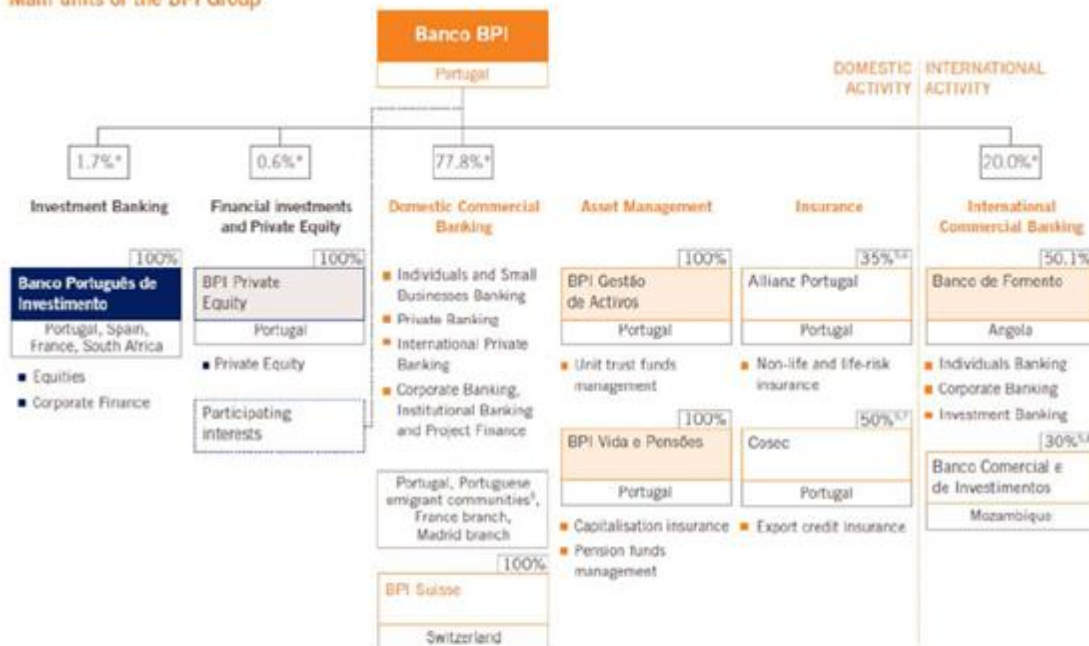 Main units of the BPI Group
Banco BPI
Portugal
DOMESTIC ACTIVITY
INTERNATIONAL ACTIVITY
1.7%*
0.6%*
77.8%*
20.0%*
Investment Banking
100%
Banco Português de
Investimento
Portugal, Spain,
France, South Africa
■ Equities
■ Corporate Finance
Financial investments
and Private Equity
100%
BPI Private
Equity
Portugal
■ Private Equity
Participating
interests
Domestic Commercial
Banking
■ Individuals and Small
Businesses Banking
■ Private Banking
■ International Private
Banking
■ Corporate Banking,
Institutional Banking
and Project Finance
Portugal, Portuguese
emigrant communities,
France branch,
Madrid branch
100%
BPI Suisse
Switzerland
Asset Management
100%
BPI Gestão
de Activos
Portugal
■ Unit trust funds
management
100%
BPI Vida e Pensões
Portugal
■ Capitalisation insurance
■ Pension funds
management
Insurance
35%
Allianz Portugal
Portugal
■ Non-life and life-risk
insurance
50%
Cosec
Portugal
■ Export credit insurance
International
Commercial Banking
50.1%
Banco de Fomento
Angola
■ Individuals Banking
■ Corporate Banking
■ Investment Banking
30%
Banco Comercial e
de Investimentos
Mozambique